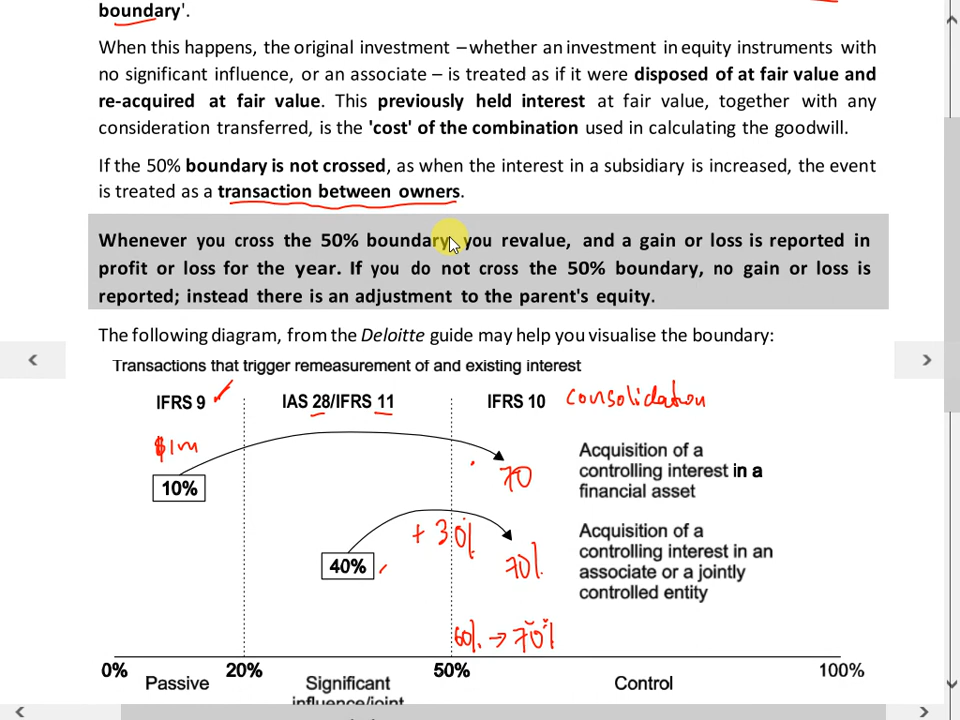 boundary'.
When this happens, the original investment – whether an investment in equity instruments with
no significant influence, or an associate – is treated as if it were disposed of at fair value and
re-acquired at fair value. This previously held interest at fair value, together with any
consideration transferred, is the 'cost' of the combination used in calculating the goodwill.
If the 50% boundary is not crossed, as when the interest in a subsidiary is increased, the event
is treated as a transaction between owners.
Whenever you cross the 50% boundary, you revalue, and a gain or loss is reported in
profit or loss for the year. If you do not cross the 50% boundary, no gain or loss is
reported; instead there is an adjustment to the parent's equity.
The following diagram, from the Deloitte guide may help you visualise the boundary:
Transactions that trigger remeasurement of and existing interest
IFRS 9 IAS 28/IFRS 11 IFRS 10 consolidation
$1m
10%
70
Acquisition of a
controlling interest in a
financial asset
+ 30%
40%
70%
Acquisition of a
controlling interest in an
associate or a jointly
controlled entity
60% → 70%
0% 20% 50% 100%
Passive Significant Control
influence/joint